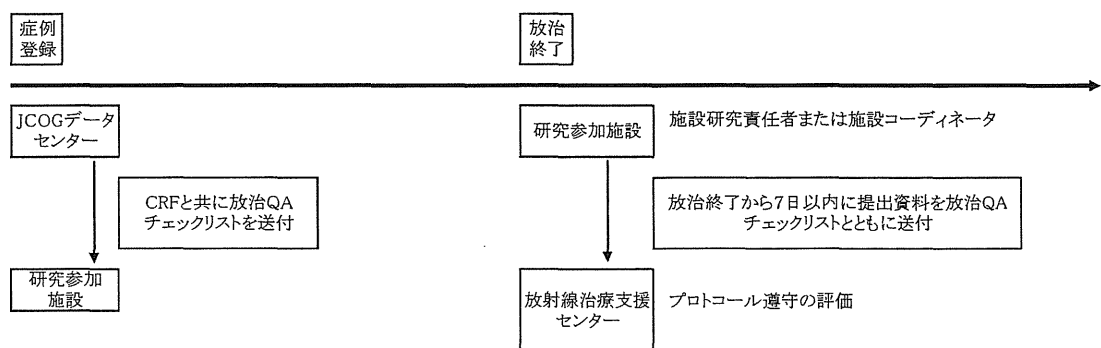 症例
登録
放治
終了
JCOGデータ
センター
研究参加施設
施設研究責任者または施設コーディネータ
CRFと共に放治QA
チェックリストを送付
放治終了から7日以内に提出資料を放治QA
チェックリストとともに送付
研究参加
施設
放射線治療支援
センター
プロトコール遵守の評価